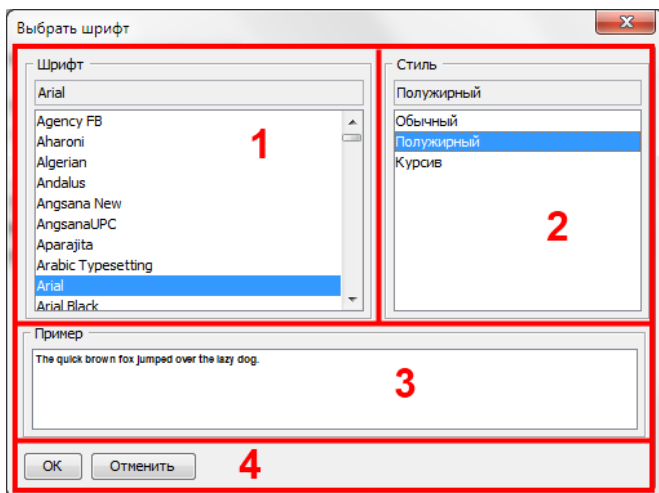 Выбрать шрифт
Шрифт
Arial
Agency FB
Aharoni
Algerian
Andalus
Angsana New
AngsanaUPC
Aparajita
Arabic Typesetting
Arial
Arial Black
1
Стиль
Полужирный
Обычный
Полужирный
Курсив
2
Пример
The quick brown fox jumped over the lazy dog.
3
OK Отменить 4